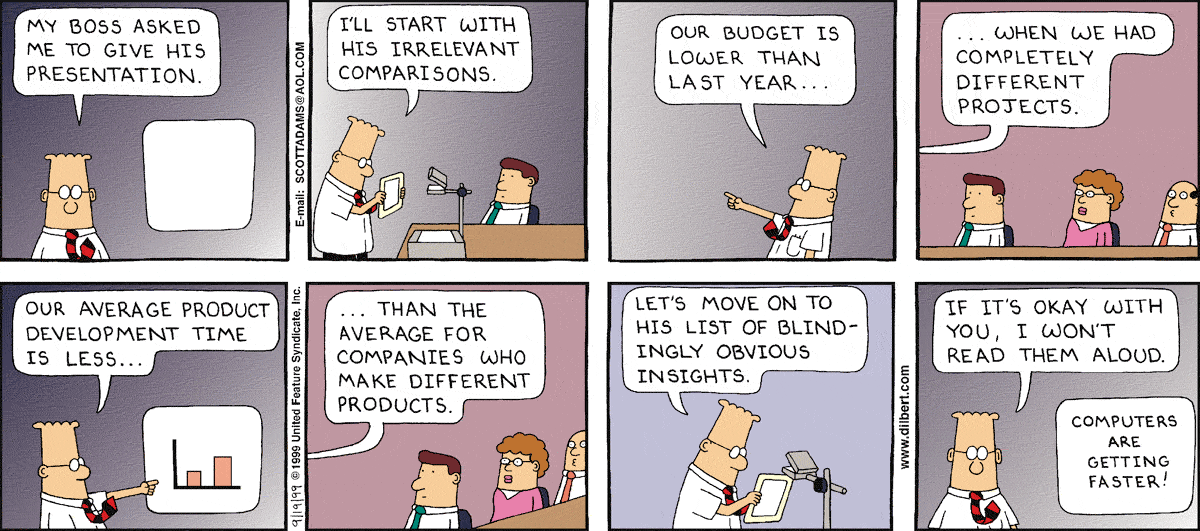 MY BOSS ASKED
ME TO GIVE HIS
PRESENTATION.
E-mail: SCOTTADAMS@AOL.COM
I'LL START WITH
HIS IRRELEVANT
COMPARISONS.
OUR BUDGET IS
LOWER THAN
LAST YEAR...
... WHEN WE HAD
COMPLETELY
DIFFERENT
PROJECTS.
OUR AVERAGE PRODUCT
DEVELOPMENT TIME
IS LESS...
9/19/99 © 1999 United Feature Syndicate, Inc.
... THAN THE
AVERAGE FOR
COMPANIES WHO
MAKE DIFFERENT
PRODUCTS.
LET'S MOVE ON TO
HIS LIST OF BLIND-
INGLY OBVIOUS
INSIGHTS.
www.dilbert.com
IF IT'S OKAY WITH
YOU, I WON'T
READ THEM ALOUD.
COMPUTERS
ARE
GETTING
FASTER!